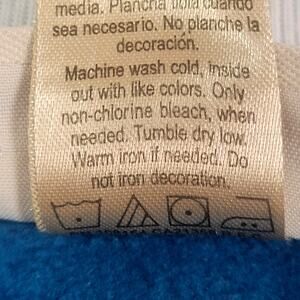 media. Plancha tibia cuando
sea necesario. No planche la
decoración.
Machine wash cold, inside
out with like colors. Only
non-chlorine bleach, when
needed. Tumble dry low.
Warm iron if needed. Do
not iron decoration.